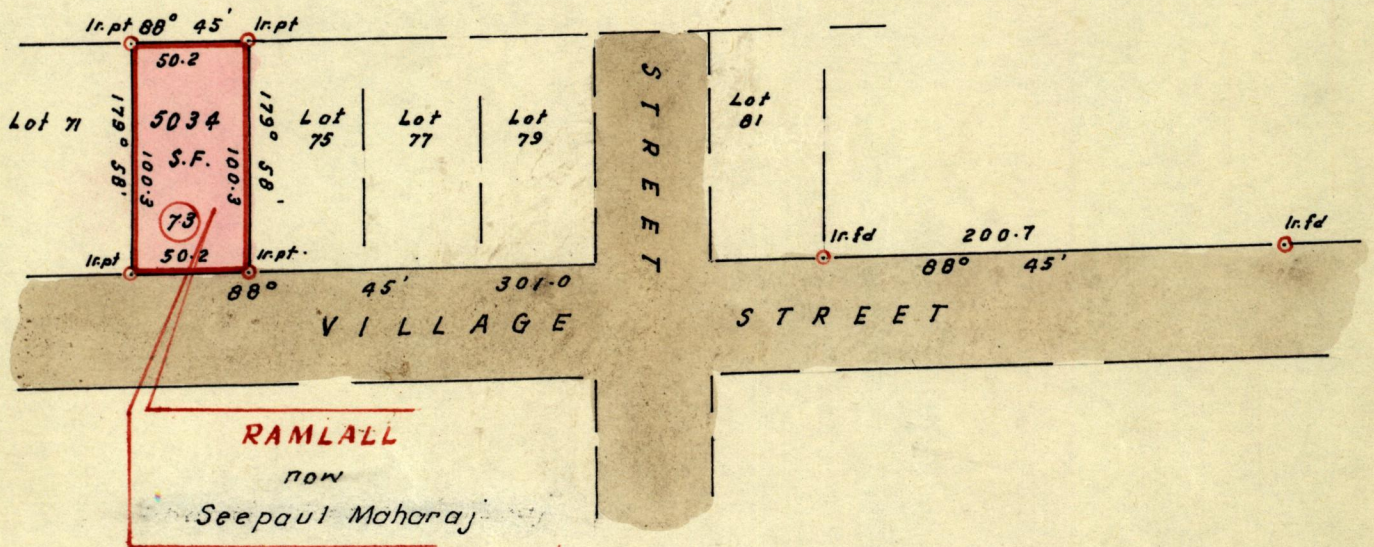 Ir.pt 88° 45' Ir.pt
50.2
Lot 71
179° 58'
100.3
5034
S.F.
73
100.3
179° 58'
50.2
Ir.pt
Ir.pt.
Lot
75
Lot
77
Lot
79
STREET
Lot
81
Ir.fd
200.7
Ir.fd
88° 45'
88° 45' 301.0
VILLAGE STREET
RAMLALL
now
Seepaul Maharaj